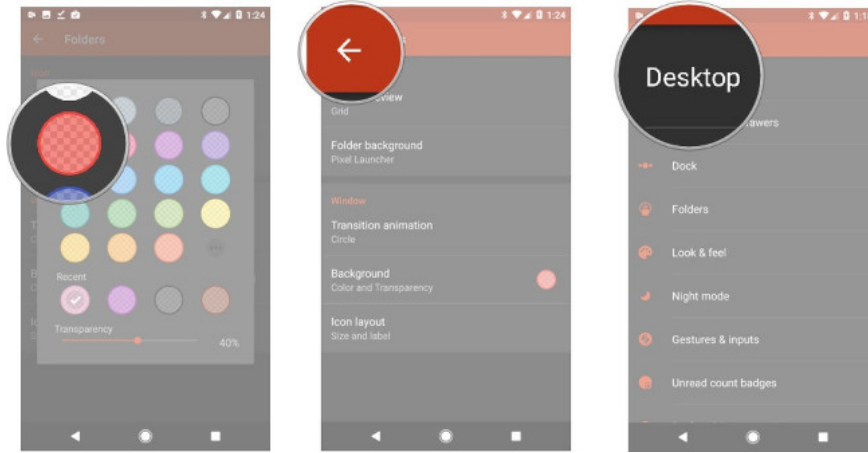 1:24
Folders
Recent
Transparency
40%
1:24
Grid
Folder background
Pixel Launcher
Window
Transition animation
Circle
Background
Color and Transparency
Icon layout
Size and label
Desktop
Dock
Folders
Look & feel
Night mode
Gestures & inputs
Unread count badges